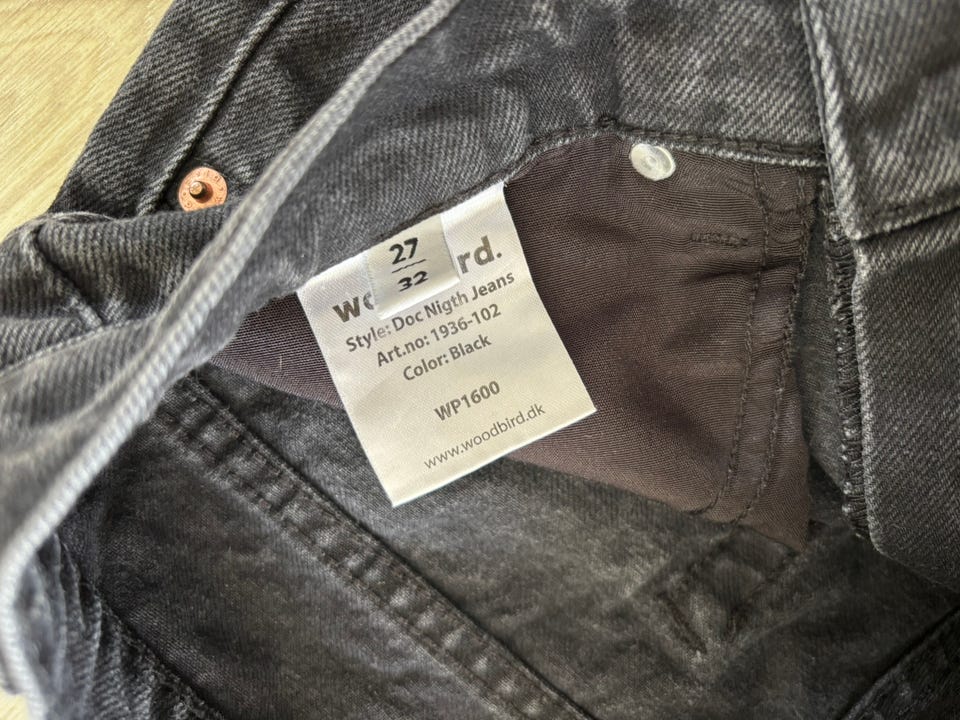 27
32
wo rd.
Style: Doc Nigth Jeans
Art.no: 1936-102
Color: Black
WP1600
www.woodbird.dk